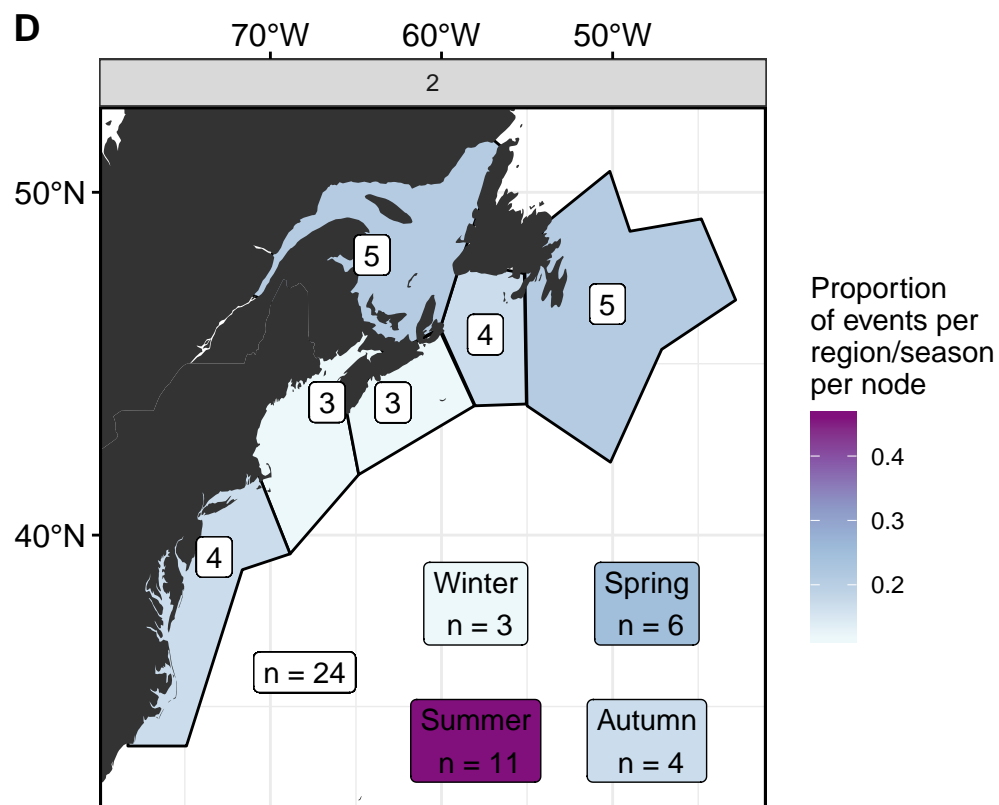 D
70°W 60°W 50°W
2
50°N
40°N
5
5
4
3
3
4
Winter
n = 3
Spring
n = 6
n = 24
Summer
n = 11
Autumn
n = 4
Proportion
of events per
region/season
per node
0.4
0.3
0.2